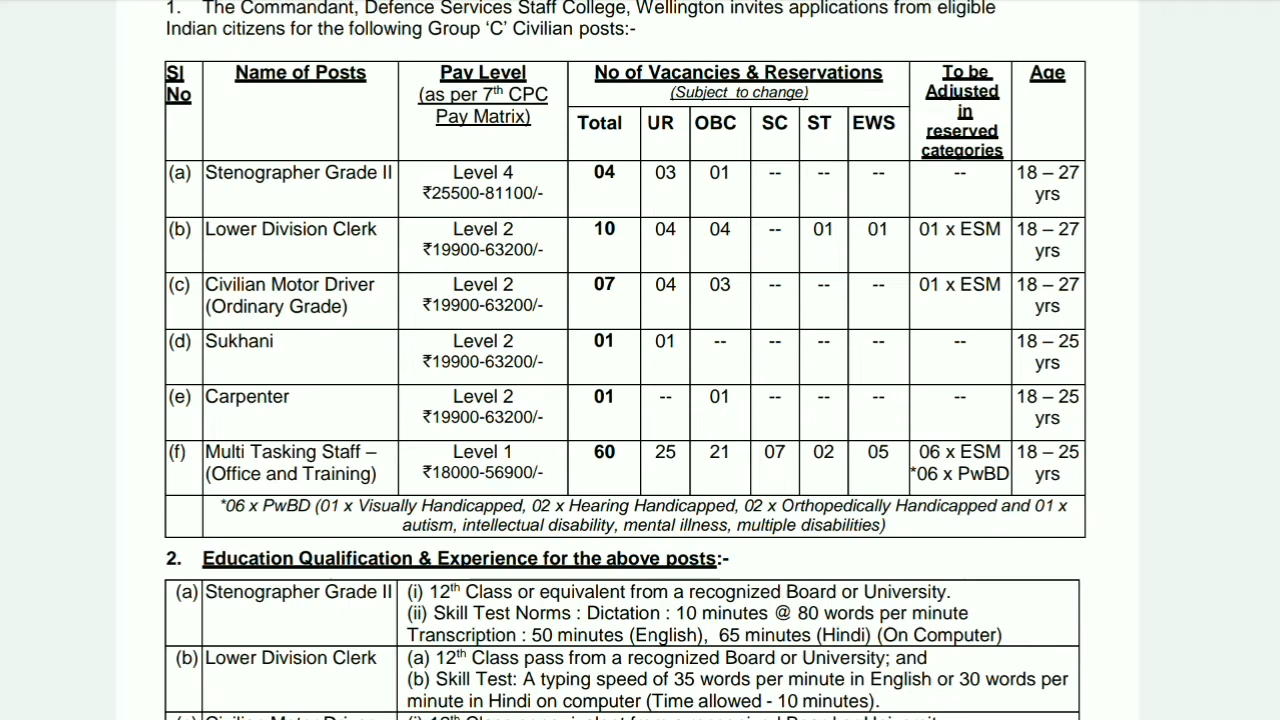 1. The Commandant, Defence Services Staff College, Wellington invites applications from eligible
Indian citizens for the following Group ‘C’ Civilian posts:-
Sl No | Name of Posts | Pay Level (as per 7th CPC Pay Matrix) | No of Vacancies & Reservations (Subject to change) | To be Adjusted in reserved categories | Age
Total | UR | OBC | SC | ST | EWS
(a) Stenographer Grade II | Level 4 ₹25500-81100/- | 04 | 03 | 01 | -- | -- | -- | -- | 18 – 27 yrs
(b) Lower Division Clerk | Level 2 ₹19900-63200/- | 10 | 04 | 04 | -- | 01 | 01 | 01 x ESM | 18 – 27 yrs
(c) Civilian Motor Driver (Ordinary Grade) | Level 2 ₹19900-63200/- | 07 | 04 | 03 | -- | -- | -- | 01 x ESM | 18 – 27 yrs
(d) Sukhani | Level 2 ₹19900-63200/- | 01 | 01 | -- | -- | -- | -- | -- | 18 – 25 yrs
(e) Carpenter | Level 2 ₹19900-63200/- | 01 | -- | 01 | -- | -- | -- | -- | 18 – 25 yrs
(f) Multi Tasking Staff – (Office and Training) | Level 1 ₹18000-56900/- | 60 | 25 | 21 | 07 | 02 | 05 | 06 x ESM *06 x PwBD | 18 – 25 yrs
*06 x PwBD (01 x Visually Handicapped, 02 x Hearing Handicapped, 02 x Orthopedically Handicapped and 01 x
autism, intellectual disability, mental illness, multiple disabilities)
2. Education Qualification & Experience for the above posts:-
(a) Stenographer Grade II | (i) 12th Class or equivalent from a recognized Board or University.
(ii) Skill Test Norms : Dictation : 10 minutes @ 80 words per minute
Transcription : 50 minutes (English), 65 minutes (Hindi) (On Computer)
(b) Lower Division Clerk | (a) 12th Class pass from a recognized Board or University; and
(b) Skill Test: A typing speed of 35 words per minute in English or 30 words per
minute in Hindi on computer (Time allowed - 10 minutes).